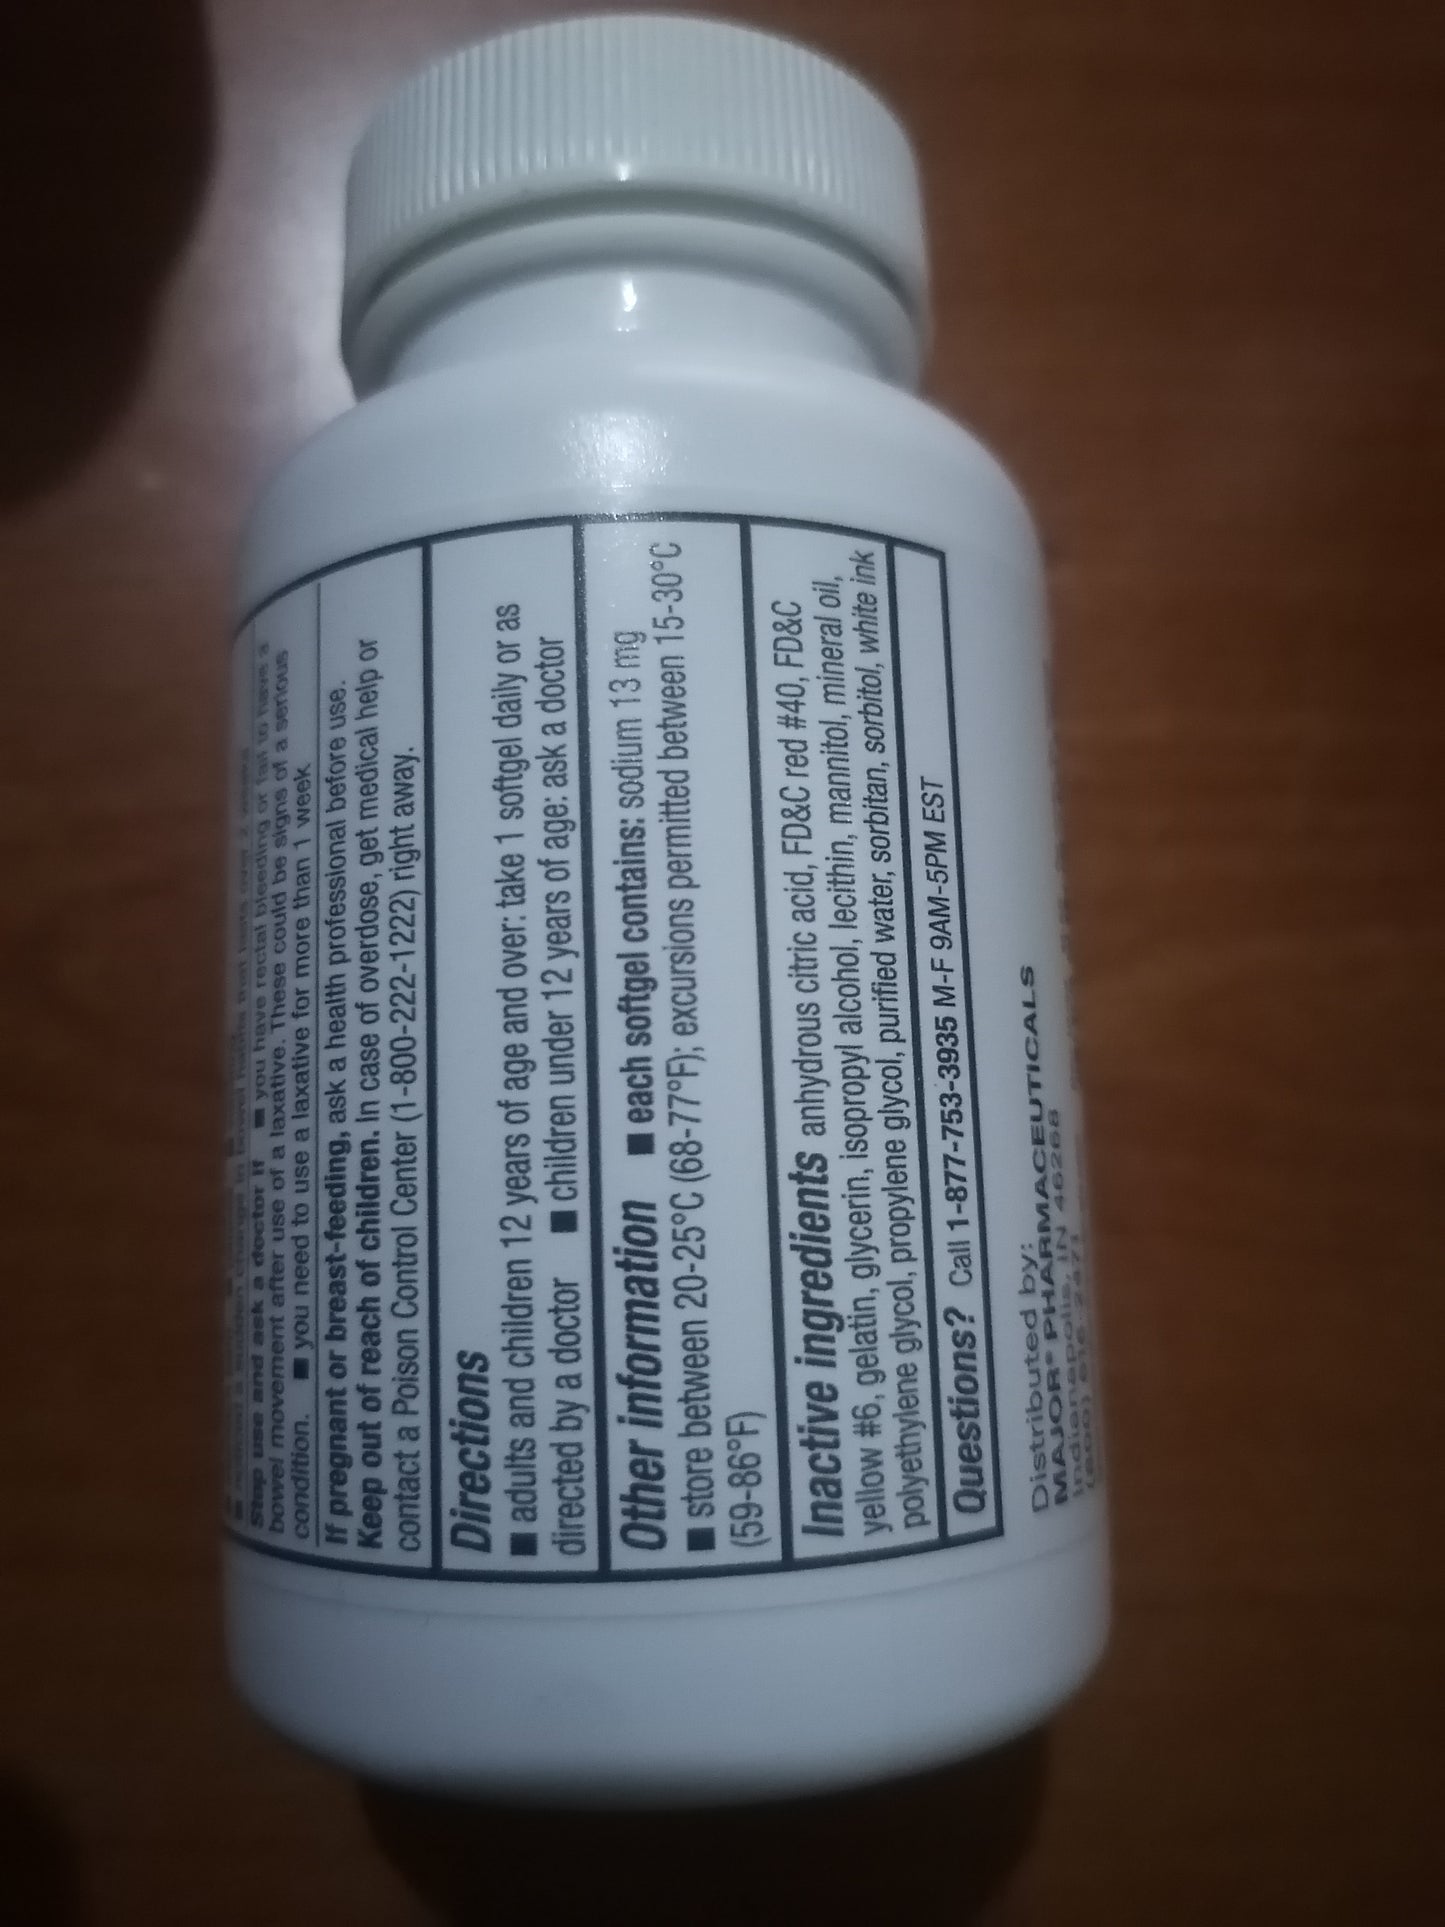 Stop use and ask a doctor if ■ you have rectal bleeding or fail to have a
bowel movement after use of a laxative. These could be signs of a serious
condition. ■ you need to use a laxative for more than 1 week
If pregnant or breast-feeding, ask a health professional before use.
Keep out of reach of children. In case of overdose, get medical help or
contact a Poison Control Center (1-800-222-1222) right away.
Directions
■ adults and children 12 years of age and over: take 1 softgel daily or as
directed by a doctor ■ children under 12 years of age: ask a doctor
Other information ■ each softgel contains: sodium 13 mg
■ store between 20-25°C (68-77°F); excursions permitted between 15-30°C
(59-86°F)
Inactive ingredients anhydrous citric acid, FD&C red #40, FD&C
yellow #6, gelatin, glycerin, isopropyl alcohol, lecithin, mannitol, mineral oil,
polyethylene glycol, propylene glycol, purified water, sorbitan, sorbitol, white ink
Questions? Call 1-877-753-3935 M-F 9AM-5PM EST
Distributed by:
MAJOR® PHARMACEUTICALS
Indianapolis, IN 46268